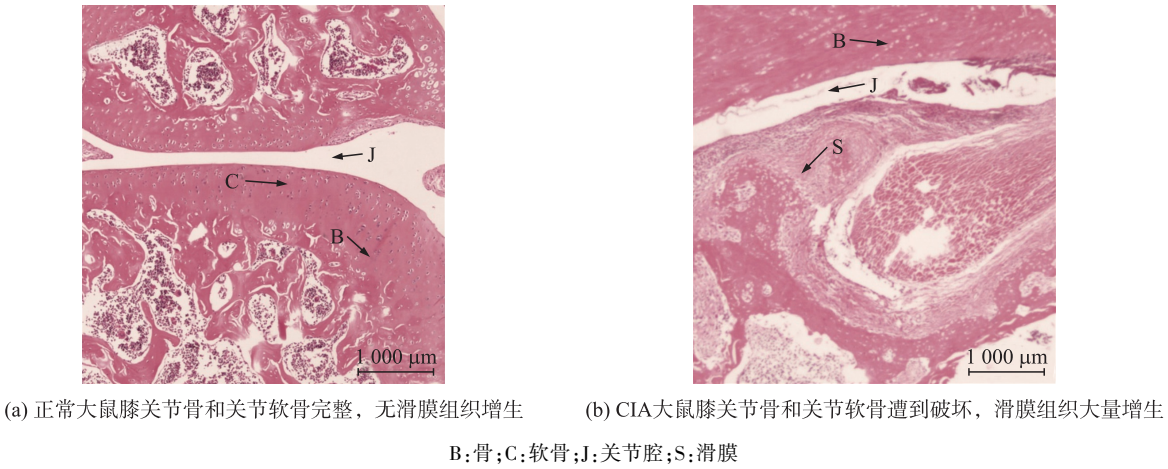 B
J
J
S
C
B
1 000 μm
1 000 μm
(a) 正常大鼠膝关节骨和关节软骨完整，无滑膜组织增生
(b) CIA大鼠膝关节骨和关节软骨遭到破坏，滑膜组织大量增生
B:骨;C:软骨;J:关节腔;S:滑膜